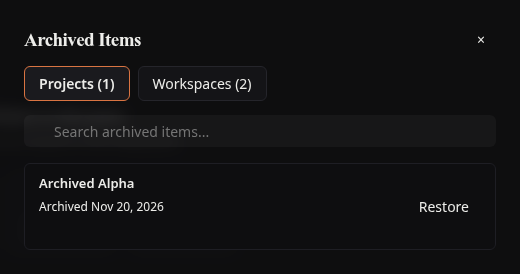 Archived Items
×
Projects (1)
Workspaces (2)
Search archived items...
Archived Alpha
Archived Nov 20, 2026
Restore